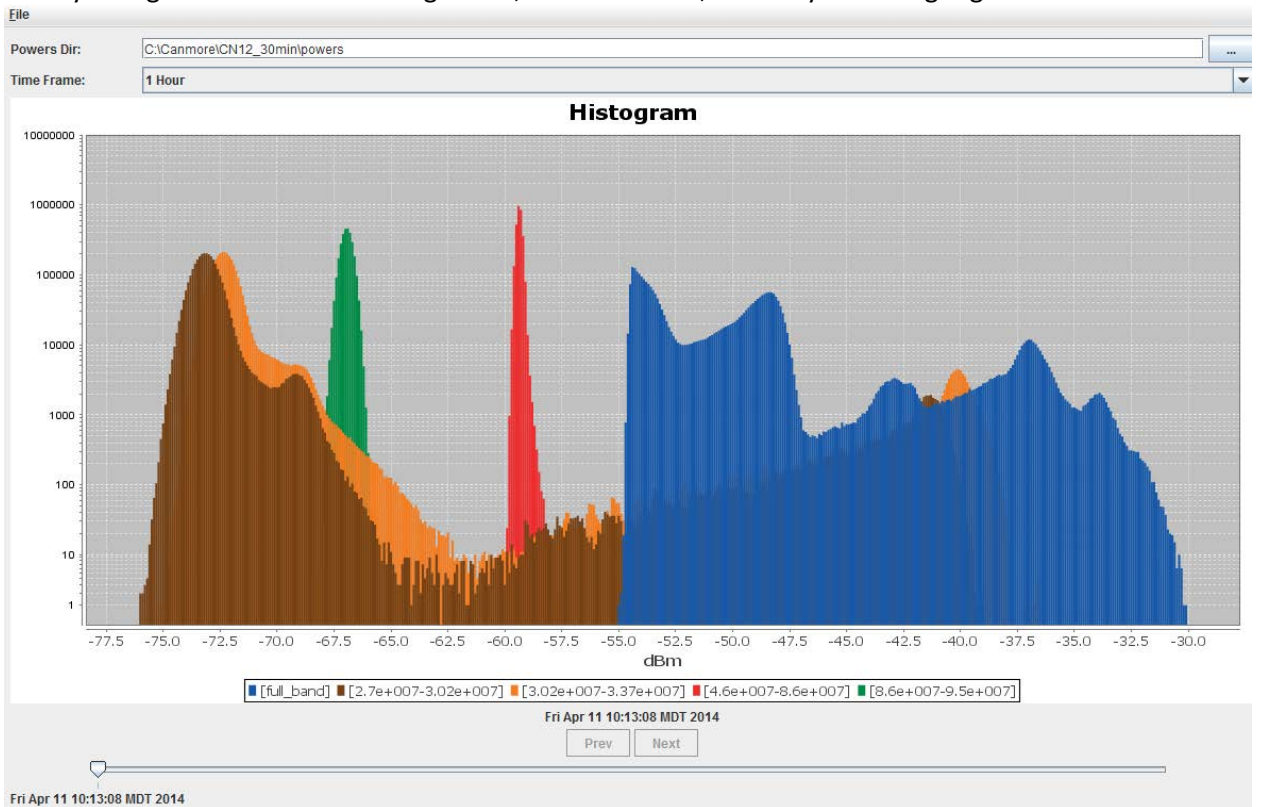 File
Powers Dir: C:\Canmore\CN12_30min\powers ...
Time Frame: 1 Hour
Histogram
10000000
1000000
100000
10000
1000
100
10
1
-77.5 -75.0 -72.5 -70.0 -67.5 -65.0 -62.5 -60.0 -57.5 -55.0 -52.5 -50.0 -47.5 -45.0 -42.5 -40.0 -37.5 -35.0 -32.5 -30.0
dBm
[full_band] [2.7e+007-3.02e+007] [3.02e+007-3.37e+007] [4.6e+007-8.6e+007] [8.6e+007-9.5e+007]
Fri Apr 11 10:13:08 MDT 2014
Prev Next
Fri Apr 11 10:13:08 MDT 2014